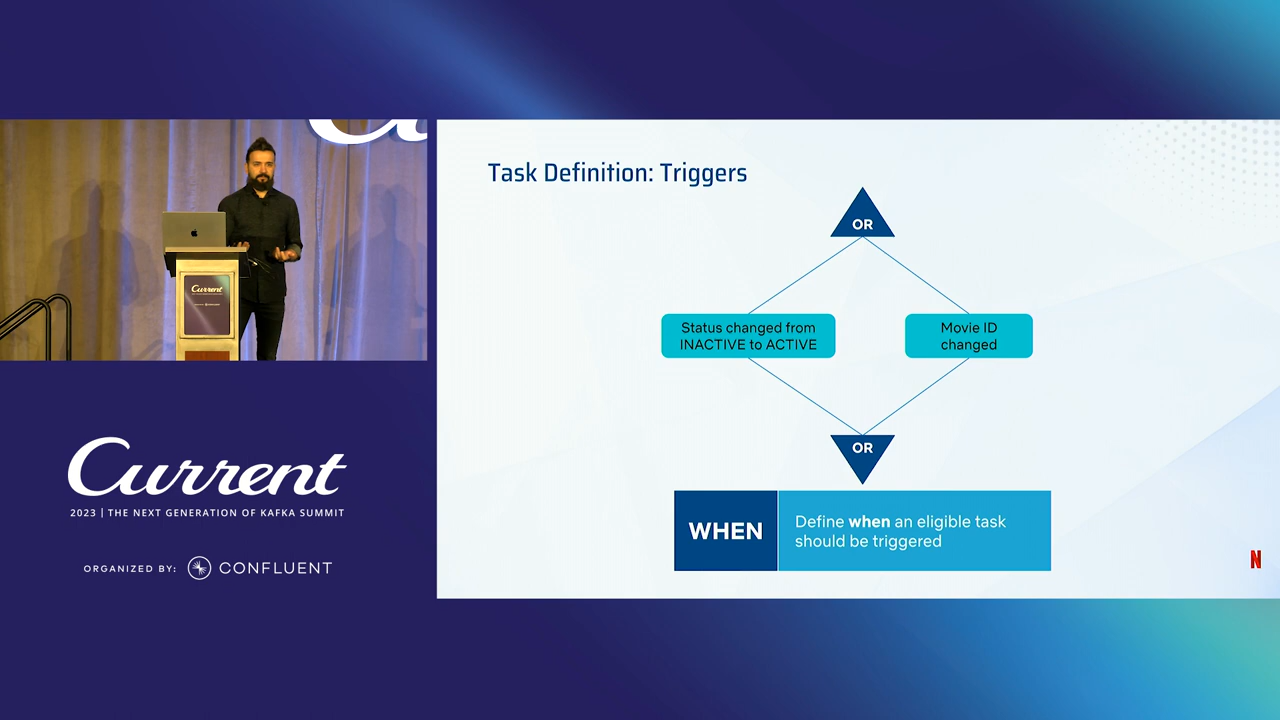 Task Definition: Triggers
OR
Status changed from
INACTIVE to ACTIVE
Movie ID
changed
OR
WHEN
Define when an eligible task
should be triggered
N
Current
Current
2023 | THE NEXT GENERATION OF KAFKA SUMMIT
ORGANIZED BY:
CONFLUENT